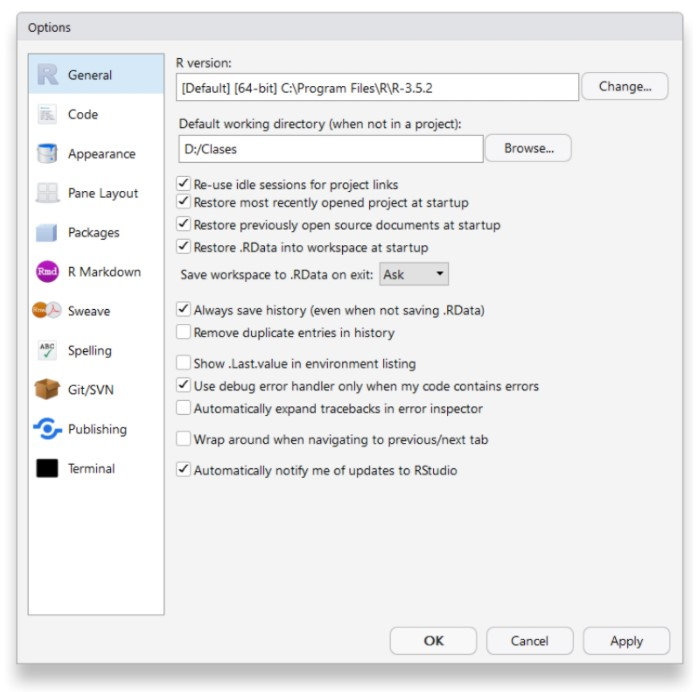 Options
R General
Code
Appearance
Pane Layout
Packages
Rmd R Markdown
Sweave
ABC Spelling
Git/SVN
Publishing
Terminal
R version:
[Default] [64-bit] C:\Program Files\R\R-3.5.2 Change...
Default working directory (when not in a project):
D:/Clases Browse...
Re-use idle sessions for project links
Restore most recently opened project at startup
Restore previously open source documents at startup
Restore .RData into workspace at startup
Save workspace to .RData on exit: Ask
Always save history (even when not saving .RData)
Remove duplicate entries in history
Show .Last.value in environment listing
Use debug error handler only when my code contains errors
Automatically expand tracebacks in error inspector
Wrap around when navigating to previous/next tab
Automatically notify me of updates to RStudio
OK Cancel Apply